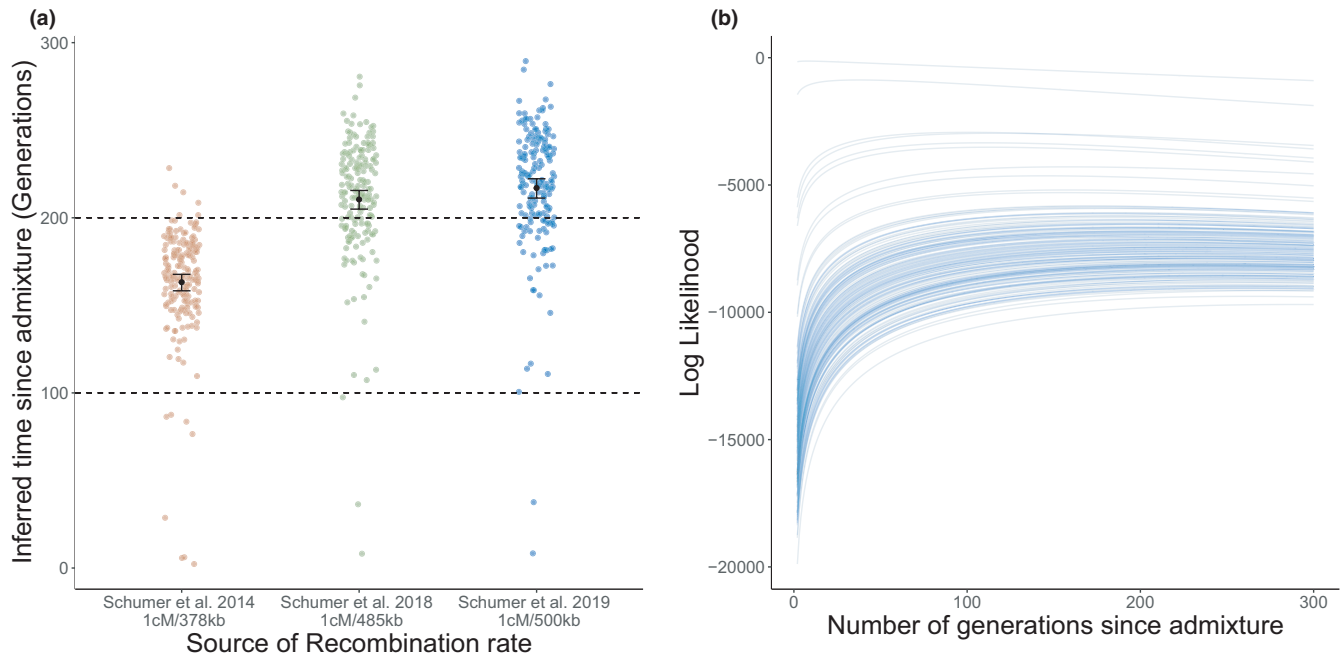 (a)
Inferred time since admixture (Generations)
300
200
100
0
Schumer et al. 2014
1cM/378kb
Schumer et al. 2018
1cM/485kb
Schumer et al. 2019
1cM/500kb
Source of Recombination rate
(b)
Log Likelihood
0
−5000
−10000
−15000
−20000
0
100
200
300
Number of generations since admixture